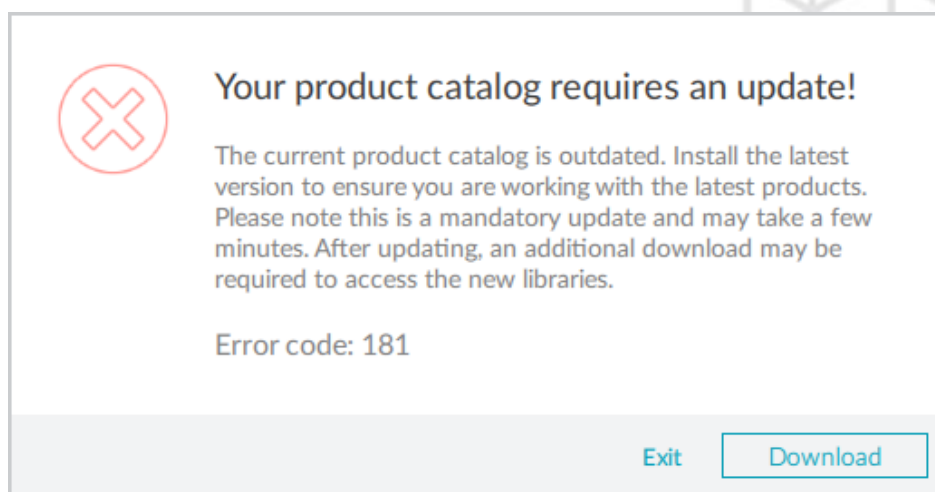 Your product catalog requires an update!
The current product catalog is outdated. Install the latest
version to ensure you are working with the latest products.
Please note this is a mandatory update and may take a few
minutes. After updating, an additional download may be
required to access the new libraries.
Error code: 181
Exit
Download